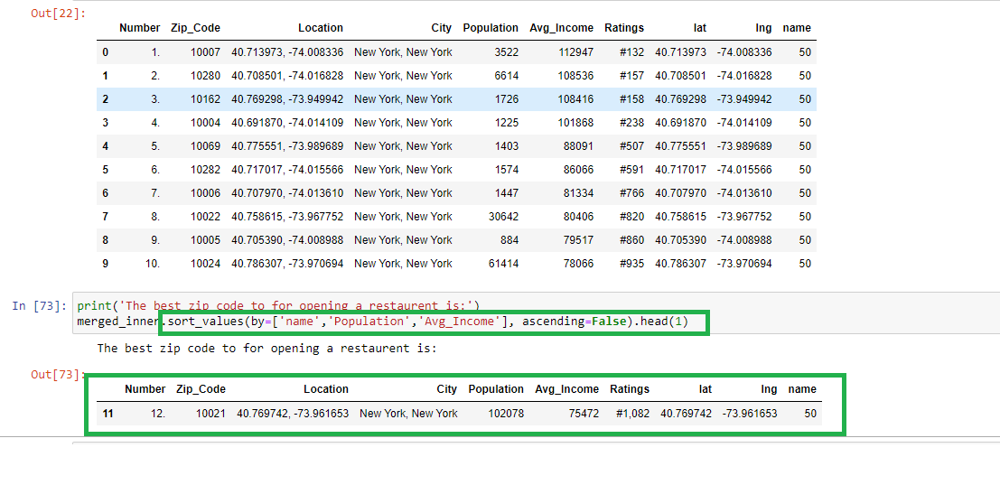 Out[22]:
Number Zip_Code Location City Population Avg_Income Ratings lat lng name
0 1. 10007 40.713973, -74.008336 New York, New York 3522 112947 #132 40.713973 -74.008336 50
1 2. 10280 40.708501, -74.016828 New York, New York 6614 108536 #157 40.708501 -74.016828 50
2 3. 10162 40.769298, -73.949942 New York, New York 1726 108416 #158 40.769298 -73.949942 50
3 4. 10004 40.691870, -74.014109 New York, New York 1225 101868 #238 40.691870 -74.014109 50
4 5. 10069 40.775551, -73.989689 New York, New York 1403 88091 #507 40.775551 -73.989689 50
5 6. 10282 40.717017, -74.015566 New York, New York 1574 86066 #591 40.717017 -74.015566 50
6 7. 10006 40.707970, -74.013610 New York, New York 1447 81334 #766 40.707970 -74.013610 50
7 8. 10022 40.758615, -73.967752 New York, New York 30642 80406 #820 40.758615 -73.967752 50
8 9. 10005 40.705390, -74.008988 New York, New York 884 79517 #860 40.705390 -74.008988 50
9 10. 10024 40.786307, -73.970694 New York, New York 61414 78066 #935 40.786307 -73.970694 50
In [73]: print('The best zip code to for opening a restaurent is:')
merged_inner.sort_values(by=['name','Population','Avg_Income'], ascending=False).head(1)
The best zip code to for opening a restaurent is:
Out[73]:
Number Zip_Code Location City Population Avg_Income Ratings lat lng name
11 12. 10021 40.769742, -73.961653 New York, New York 102078 75472 #1,082 40.769742 -73.961653 50